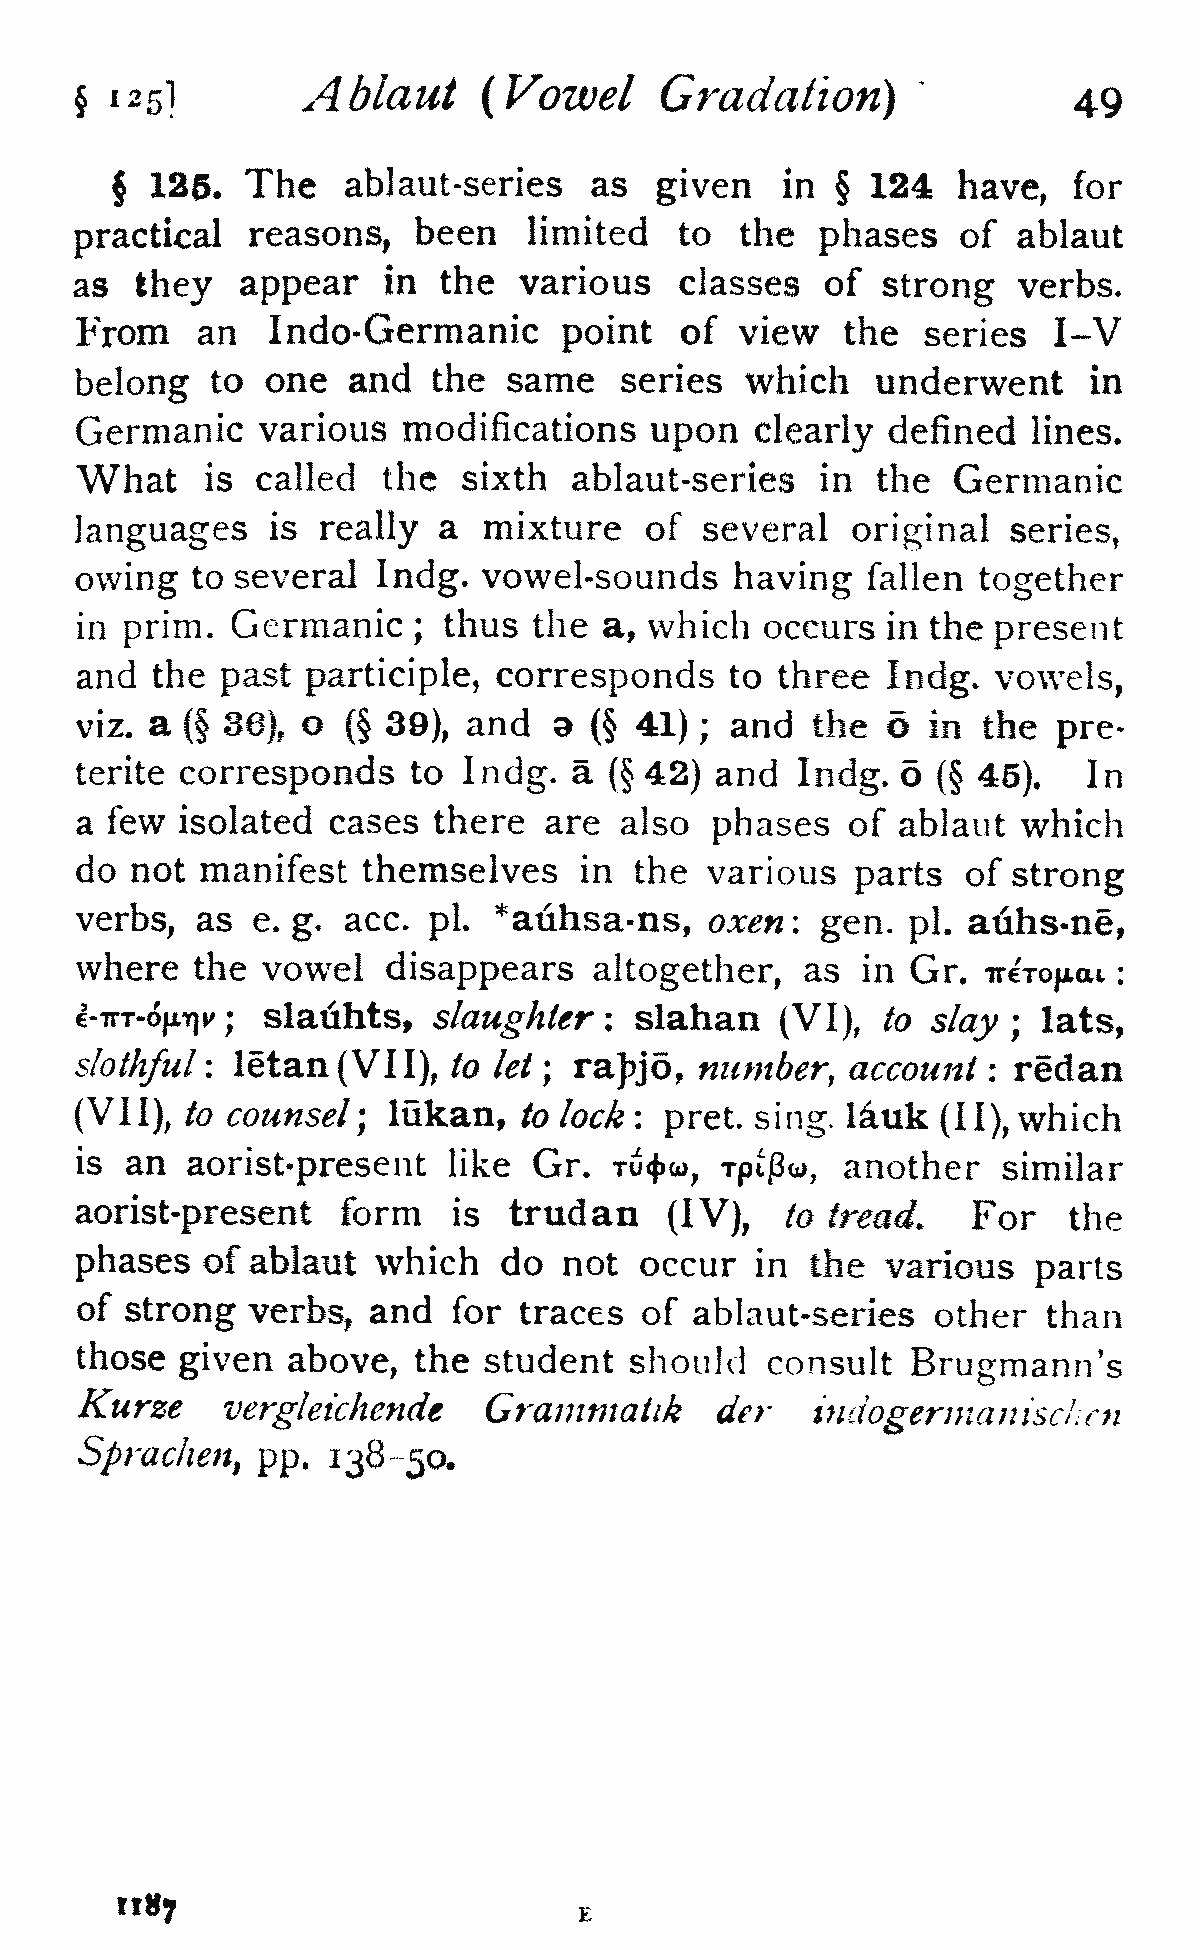 § 125] Ablaut (Vowel Gradation) 49
§ 125. The ablaut-series as given in § 124 have, for
practical reasons, been limited to the phases of ablaut
as they appear in the various classes of strong verbs.
From an Indo-Germanic point of view the series I–V
belong to one and the same series which underwent in
Germanic various modifications upon clearly defined lines.
What is called the sixth ablaut-series in the Germanic
languages is really a mixture of several original series,
owing to several Indg. vowel-sounds having fallen together
in prim. Germanic ; thus the a, which occurs in the present
and the past participle, corresponds to three Indg. vowels,
viz. a (§ 36), o (§ 39), and ə (§ 41) ; and the ō in the pre-
terite corresponds to Indg. ā (§ 42) and Indg. ō (§ 45). In
a few isolated cases there are also phases of ablaut which
do not manifest themselves in the various parts of strong
verbs, as e. g. acc. pl. *aúhsa-ns, oxen : gen. pl. aúhs-nē,
where the vowel disappears altogether, as in Gr. πέτομαι :
ἐ-πτ-όμην ; slaúhts, slaughter : slahan (VI), to slay ; lats,
slothful : lētan (VII), to let ; raþjō, number, account : rēdan
(VII), to counsel ; lūkan, to lock : pret. sing. láuk (II), which
is an aorist-present like Gr. τύφω, τρίβω, another similar
aorist-present form is trudan (IV), to tread. For the
phases of ablaut which do not occur in the various parts
of strong verbs, and for traces of ablaut-series other than
those given above, the student should consult Brugmann's
Kurze vergleichende Grammatik der indogermanischen
Sprachen, pp. 138–50.
1187 E